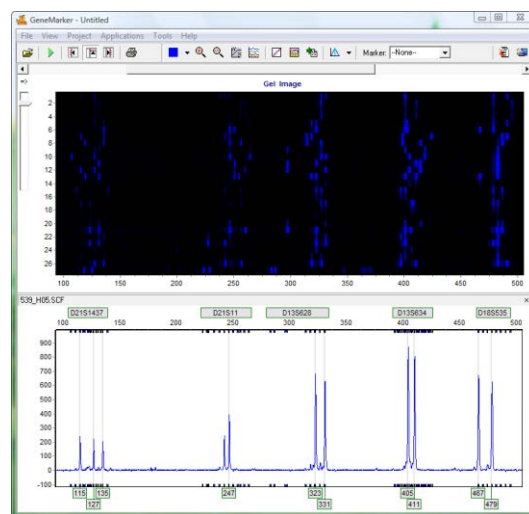 GeneMarker - Untitled
File View Project Applications Tools Help
Marker: --None--
Gel Image
2
4
6
8
10
12
14
16
18
20
22
24
26
100 150 200 250 300 350 400 450 500
539_H05.SCF
D21S1437 D21S11 D13S628 D13S634 D18S535
100 150 200 250 300 350 400 450 500
900
800
700
600
500
400
300
200
100
0
-100
115 135 247 323 405 467
127 331 411 479